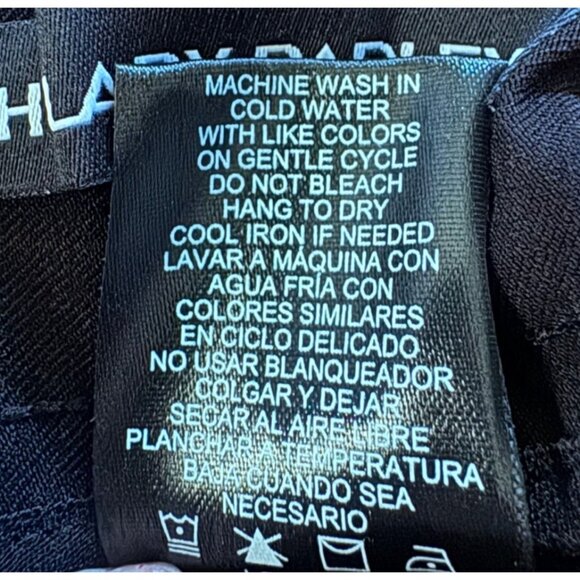 MACHINE WASH IN
COLD WATER
WITH LIKE COLORS
ON GENTLE CYCLE
DO NOT BLEACH
HANG TO DRY
COOL IRON IF NEEDED
LAVAR A MÁQUINA CON
AGUA FRÍA CON
COLORES SIMILARES
EN CICLO DELICADO
NO USAR BLANQUEADOR
COLGAR Y DEJAR
SECAR AL AIRE LIBRE
PLANCHAR A TEMPERATURA
BAJA CUANDO SEA
NECESARIO